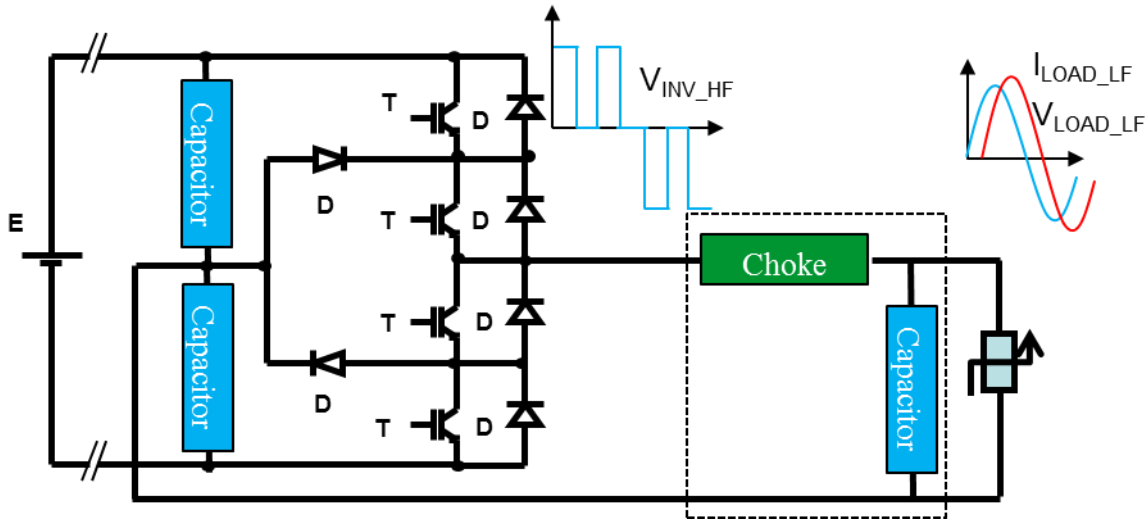 E
Capacitor
Capacitor
T
D
D
T
D
T
D
D
T
D
V_INV_HF
I_LOAD_LF
V_LOAD_LF
Choke
Capacitor